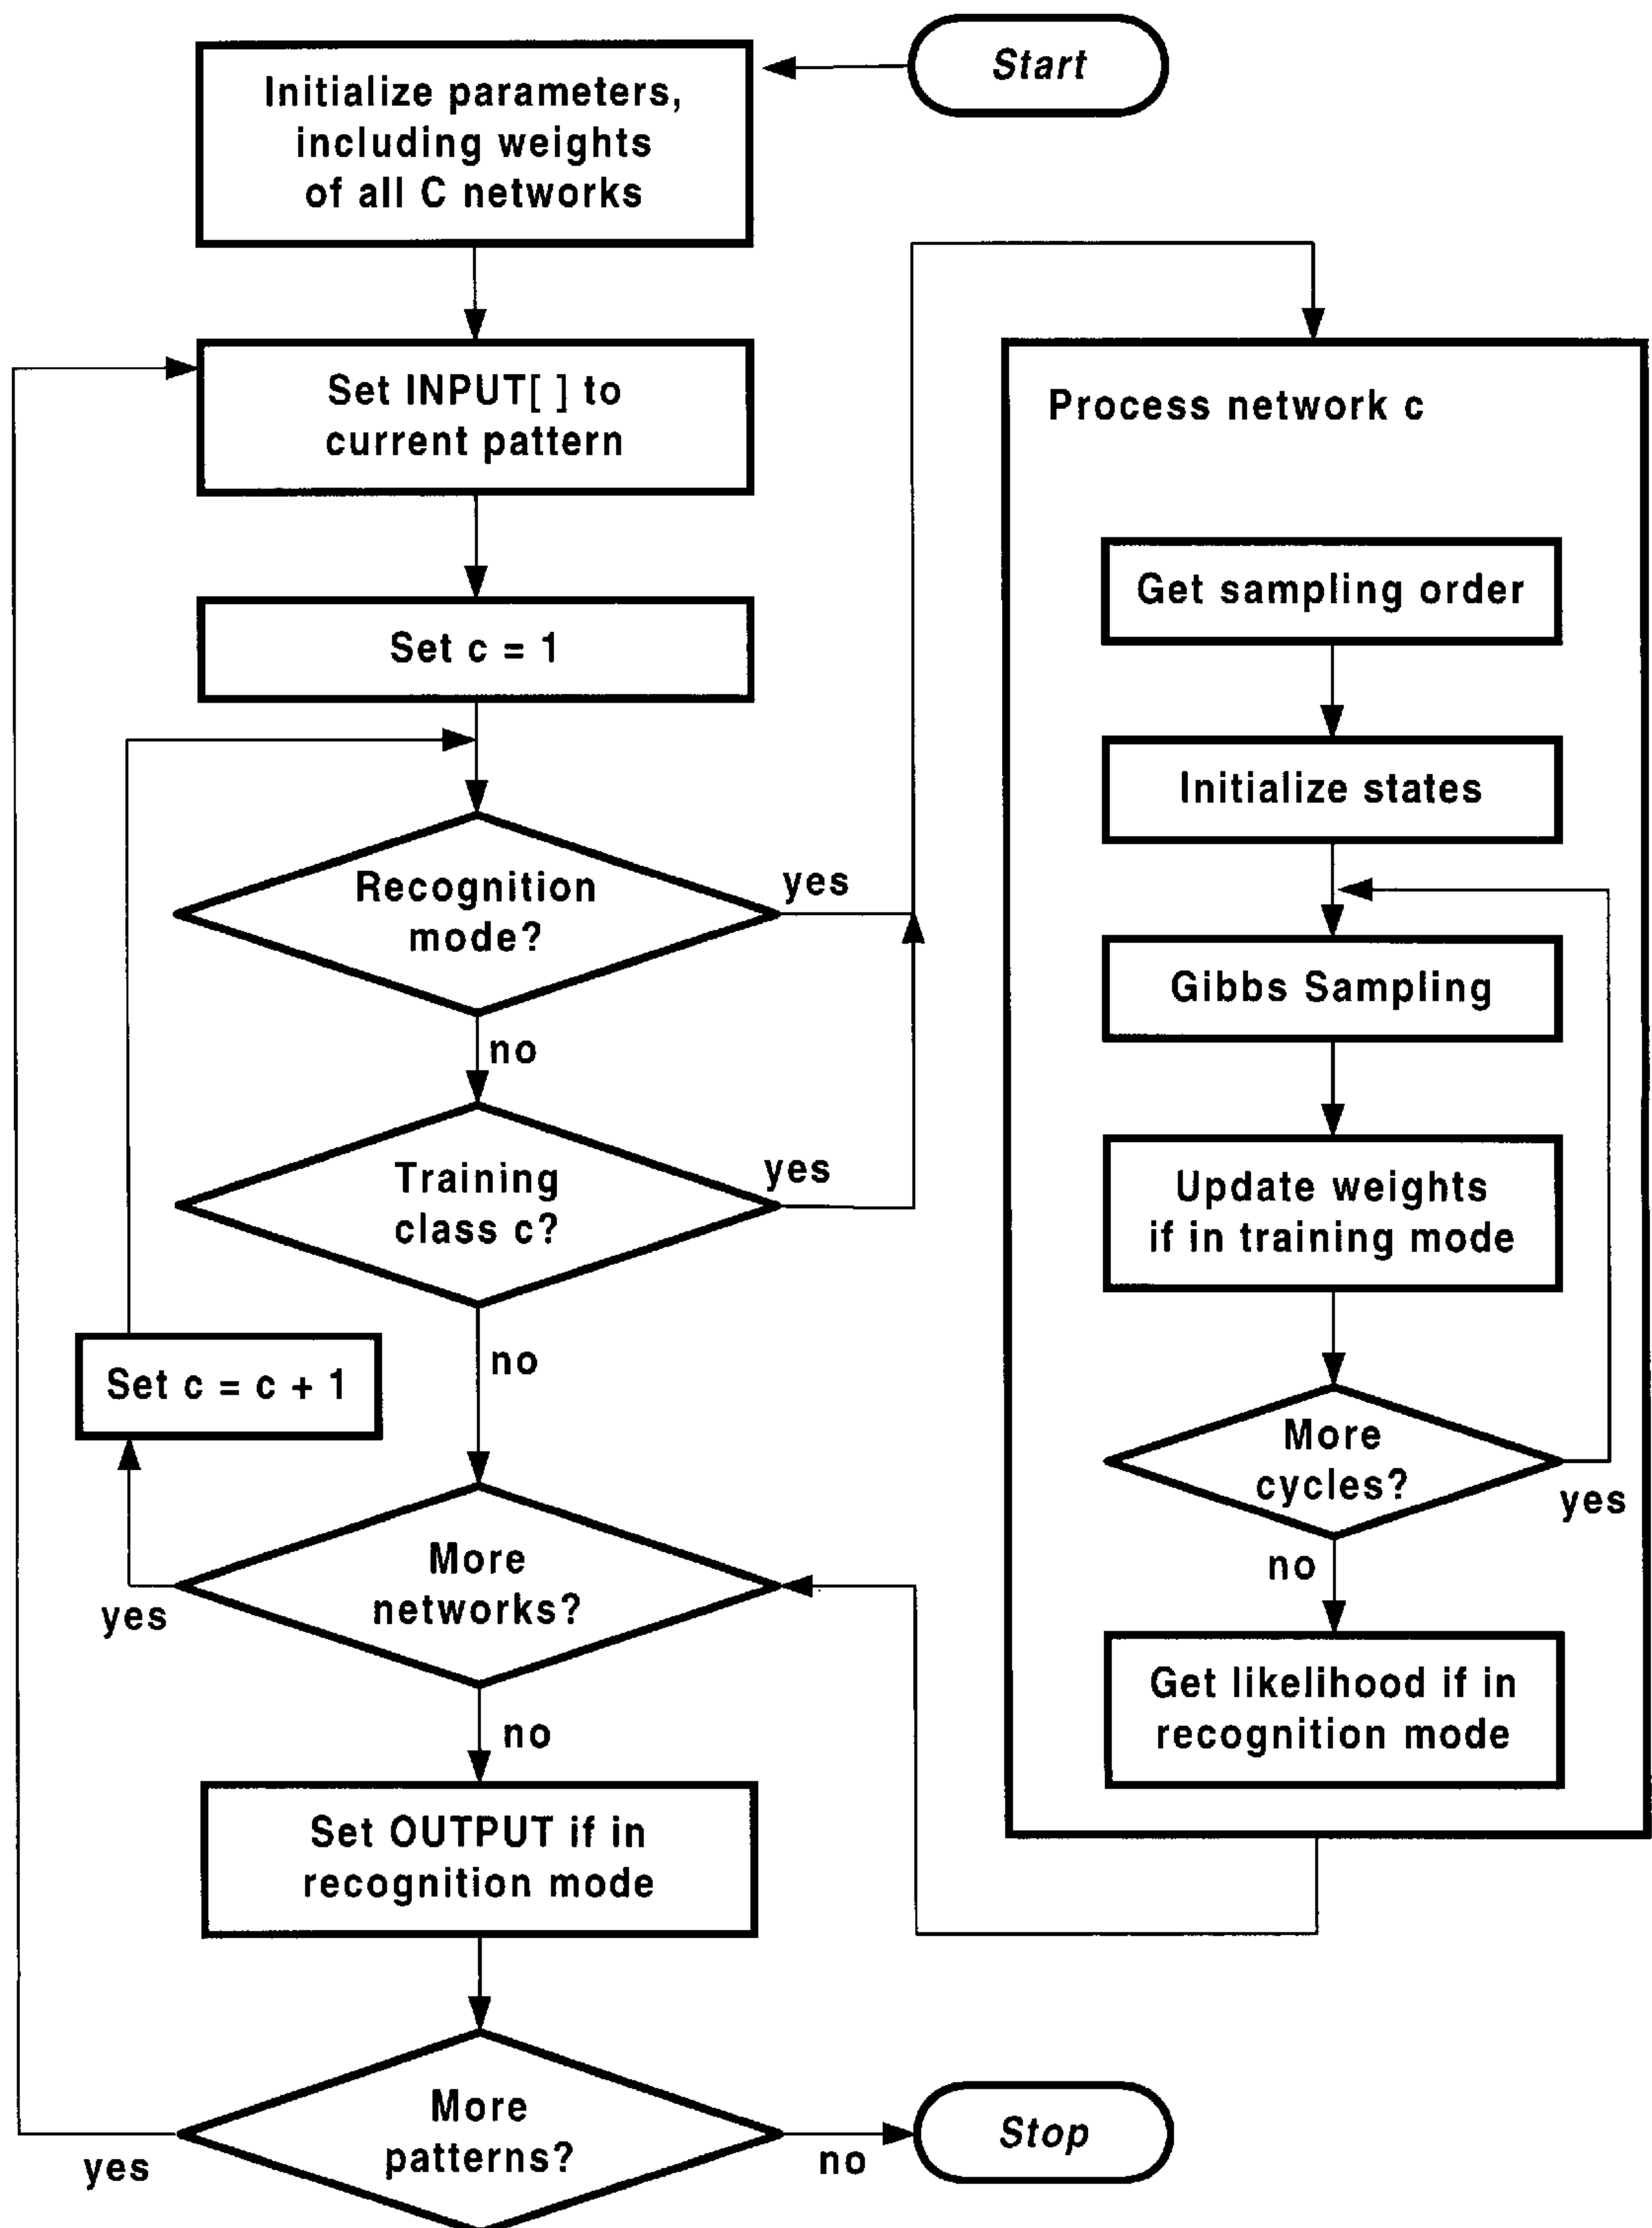 Start
Initialize parameters,
including weights
of all C networks
Set INPUT[ ] to
current pattern
Set c = 1
Recognition
mode?
yes
no
Training
class c?
yes
no
Set c = c + 1
More
networks?
yes
no
Set OUTPUT if in
recognition mode
More
patterns?
yes
no
Stop
Process network c
Get sampling order
Initialize states
Gibbs Sampling
Update weights
if in training mode
More
cycles?
yes
no
Get likelihood if in
recognition mode